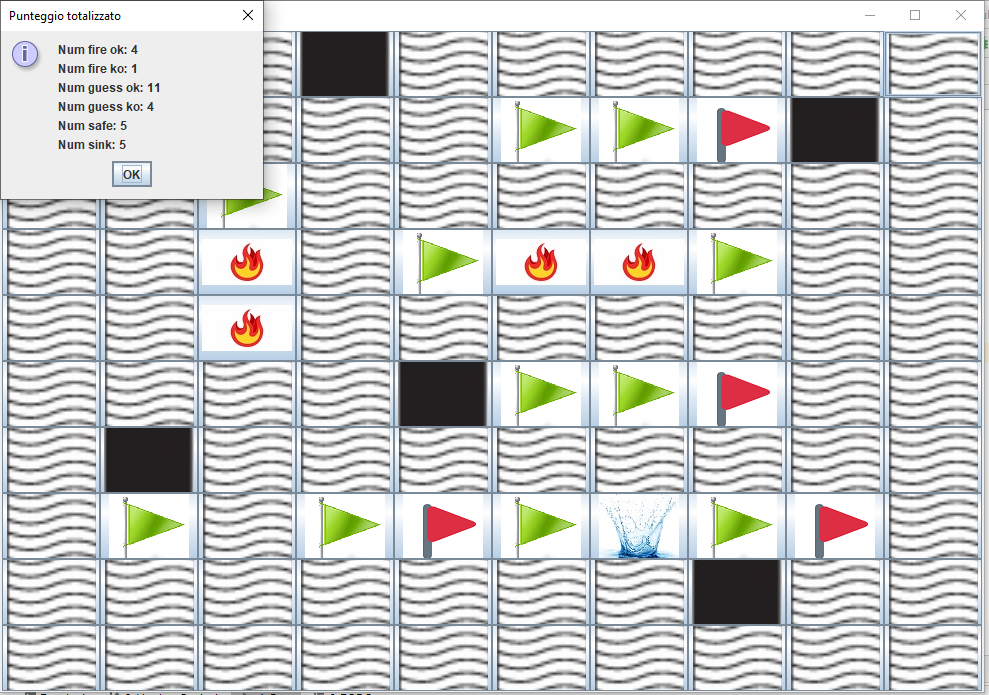 Punteggio totalizzato
Num fire ok: 4
Num fire ko: 1
Num guess ok: 11
Num guess ko: 4
Num safe: 5
Num sink: 5
OK